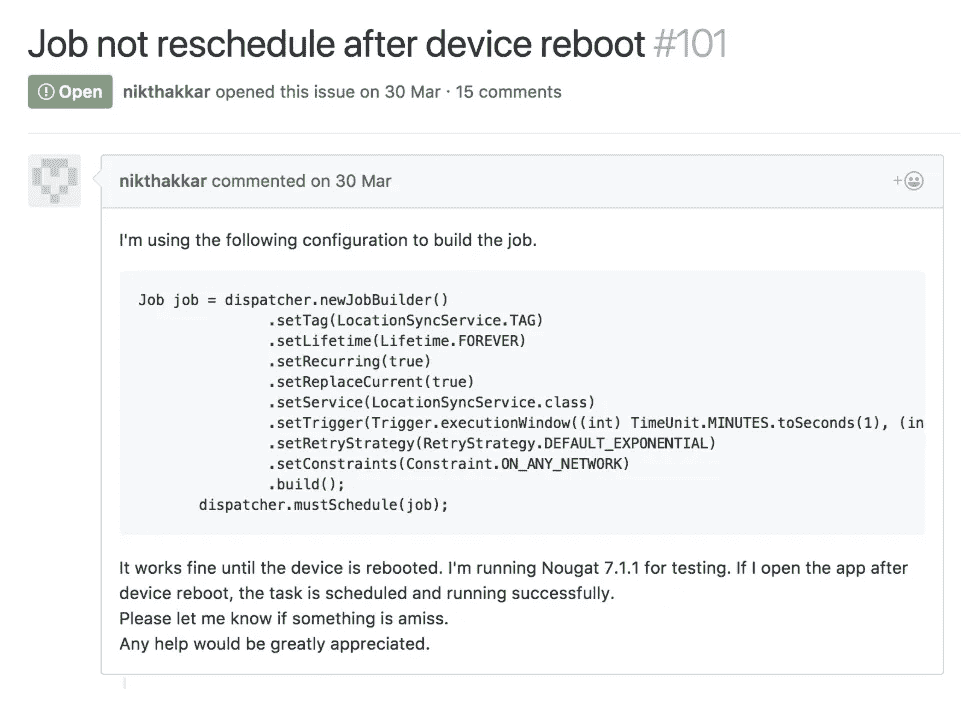 Job not reschedule after device reboot #101
Open nikthakkar opened this issue on 30 Mar · 15 comments
nikthakkar commented on 30 Mar
I'm using the following configuration to build the job.
Job job = dispatcher.newJobBuilder()
.setTag(LocationSyncService.TAG)
.setLifetime(Lifetime.FOREVER)
.setRecurring(true)
.setReplaceCurrent(true)
.setService(LocationSyncService.class)
.setTrigger(Trigger.executionWindow((int) TimeUnit.MINUTES.toSeconds(1), (in
.setRetryStrategy(RetryStrategy.DEFAULT_EXPONENTIAL)
.setConstraints(Constraint.ON_ANY_NETWORK)
.build();
dispatcher.mustSchedule(job);
It works fine until the device is rebooted. I'm running Nougat 7.1.1 for testing. If I open the app after
device reboot, the task is scheduled and running successfully.
Please let me know if something is amiss.
Any help would be greatly appreciated.